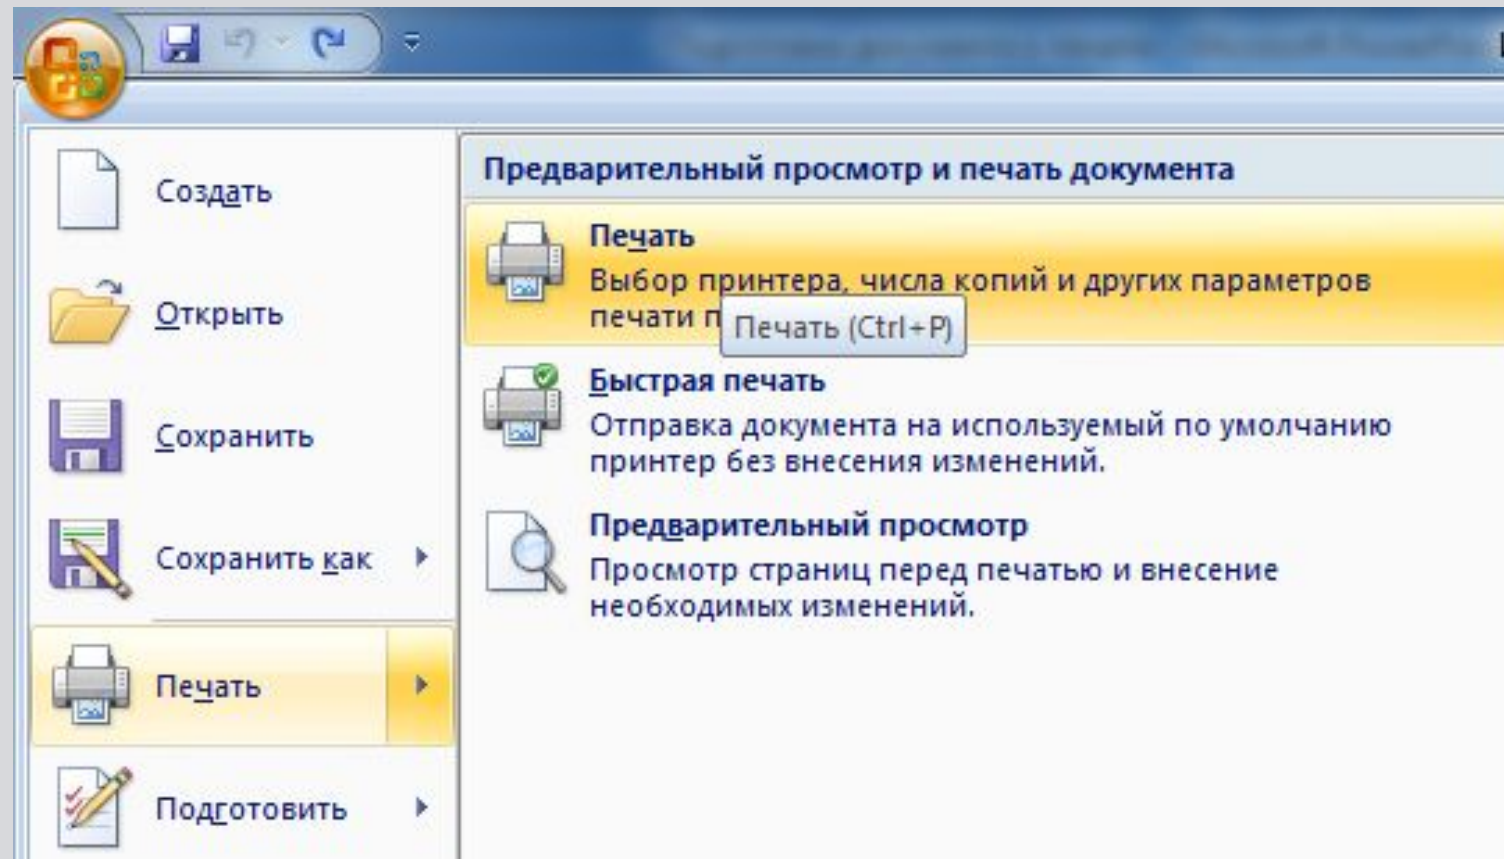 Создать
Открыть
Сохранить
Сохранить как
Печать
Подготовить
Предварительный просмотр и печать документа
Печать
Выбор принтера, числа копий и других параметров
печати
Печать (Ctrl+P)
Быстрая печать
Отправка документа на используемый по умолчанию
принтер без внесения изменений.
Предварительный просмотр
Просмотр страниц перед печатью и внесение
необходимых изменений.